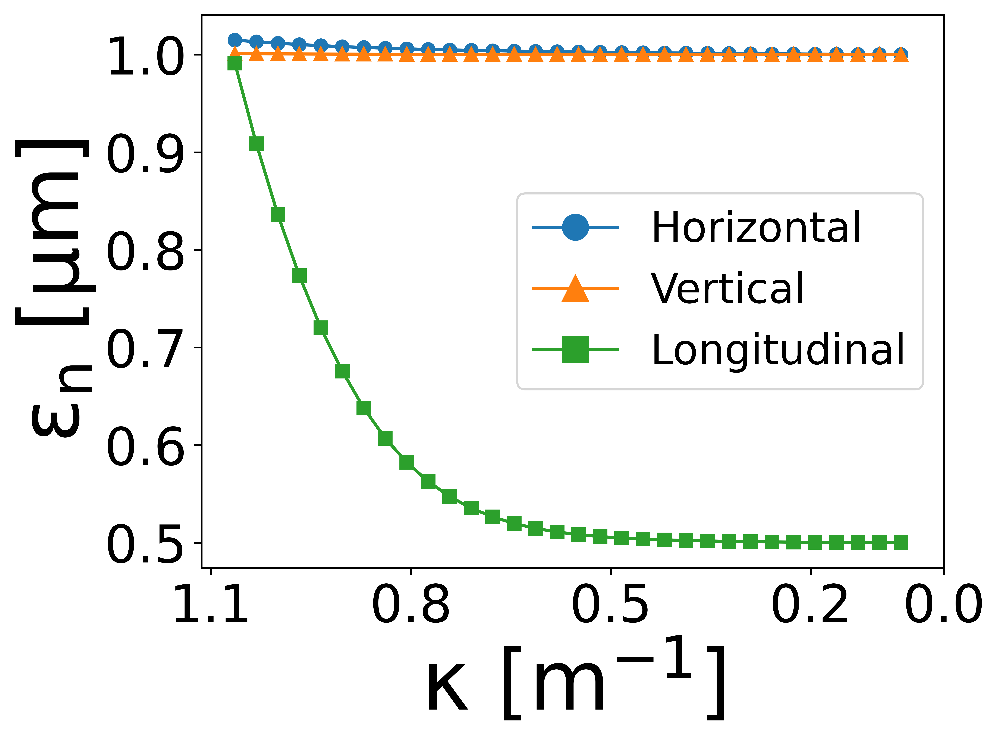 εn [μm]
1.0
0.9
0.8
0.7
0.6
0.5
Horizontal
Vertical
Longitudinal
1.1 0.8 0.5 0.2 0.0
κ [m⁻¹]